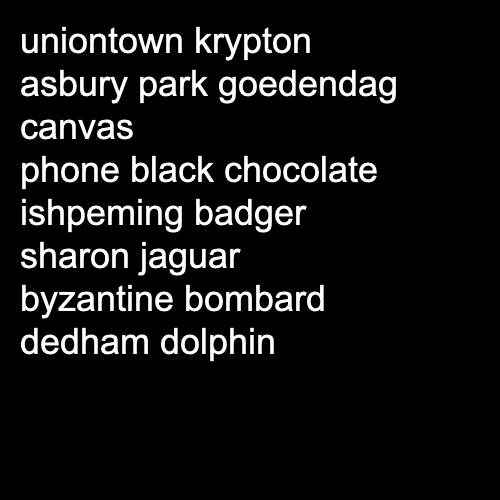 uniontown krypton
asbury park goedendag
canvas
phone black chocolate
ishpeming badger
sharon jaguar
byzantine bombard
dedham dolphin